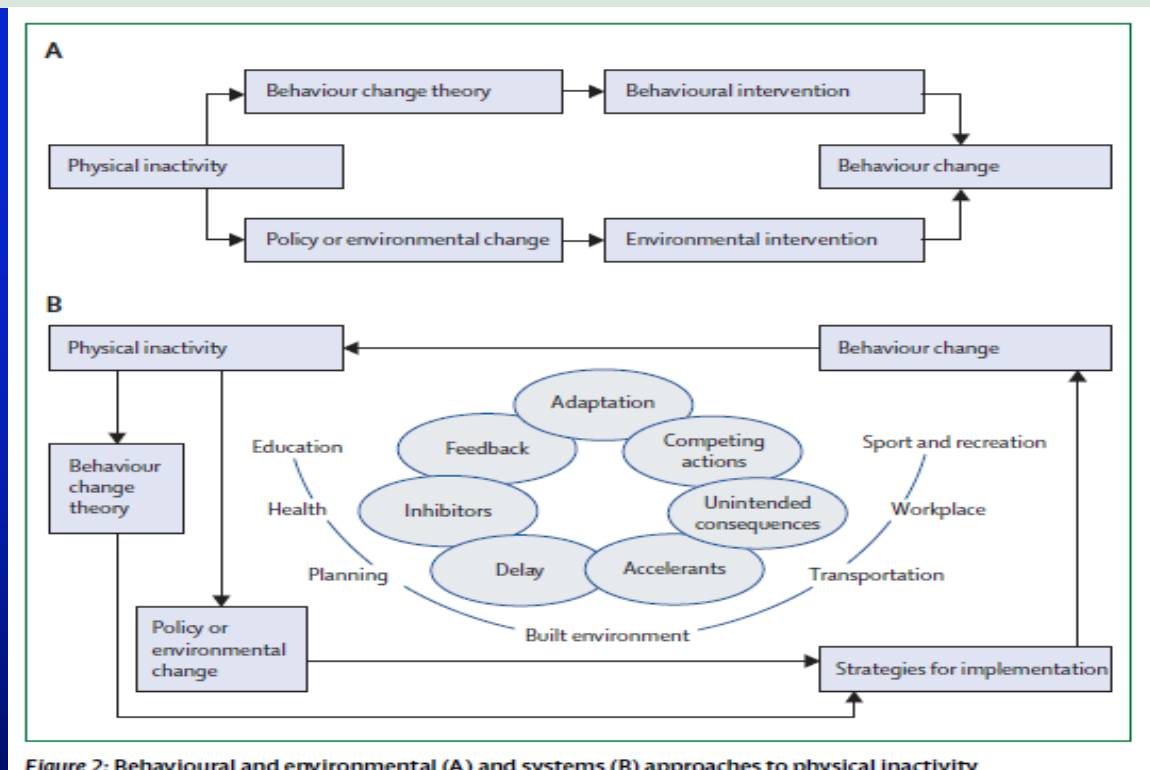 A
Behaviour change theory
Behavioural intervention
Physical inactivity
Behaviour change
Policy or environmental change
Environmental intervention
B
Physical inactivity
Behaviour change
Adaptation
Education
Feedback
Competing
actions
Sport and recreation
Behaviour
change
theory
Health
Inhibitors
Unintended
consequences
Workplace
Planning
Delay
Accelerants
Transportation
Policy or
environmental
change
Built environment
Strategies for implementation
Figure 2: Behavioural and environmental (A) and systems (B) approaches to physical inactivity